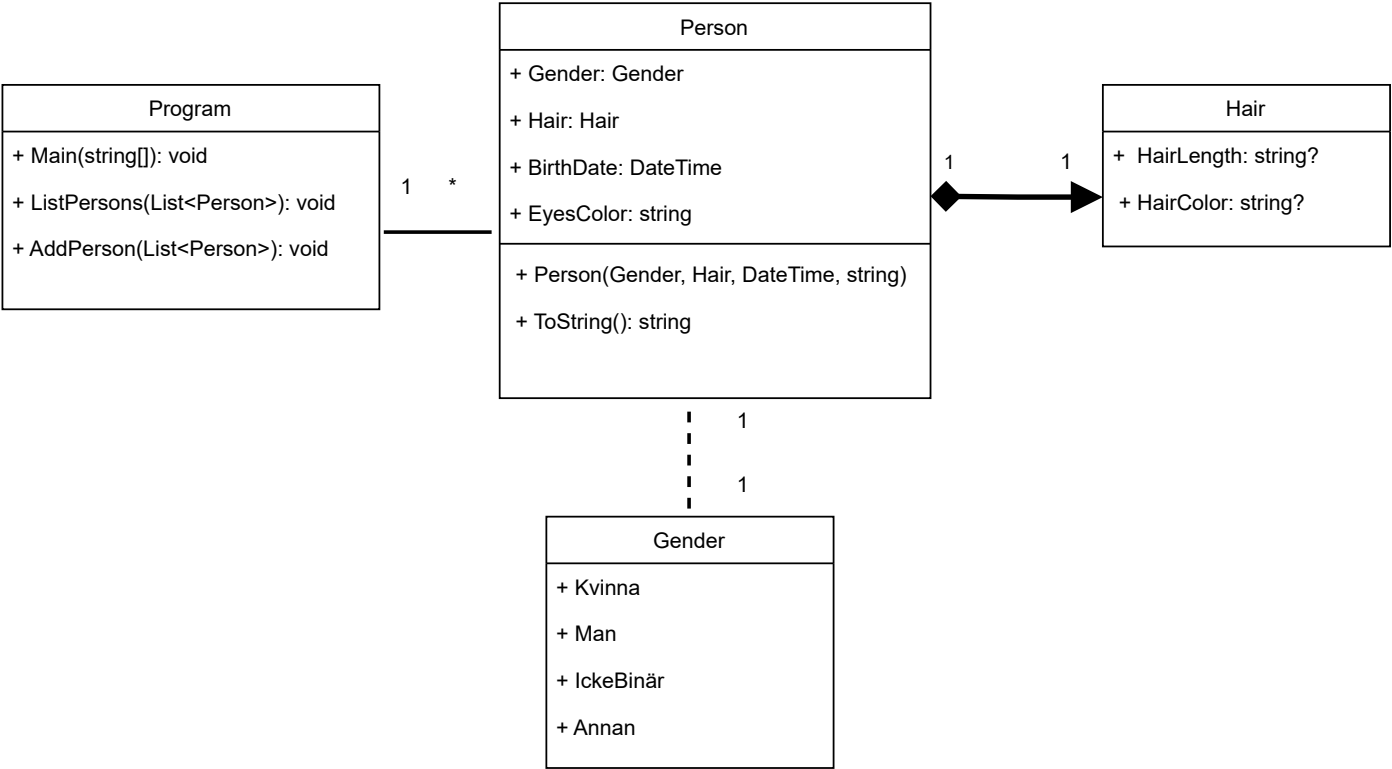 Program
+ Main(string[]): void
+ ListPersons(List<Person>): void
+ AddPerson(List<Person>): void
1 *
Person
+ Gender: Gender
+ Hair: Hair
+ BirthDate: DateTime
+ EyesColor: string
+ Person(Gender, Hair, DateTime, string)
+ ToString(): string
1 1
Hair
+ HairLength: string?
+ HairColor: string?
1
1
Gender
+ Kvinna
+ Man
+ IckeBinär
+ Annan